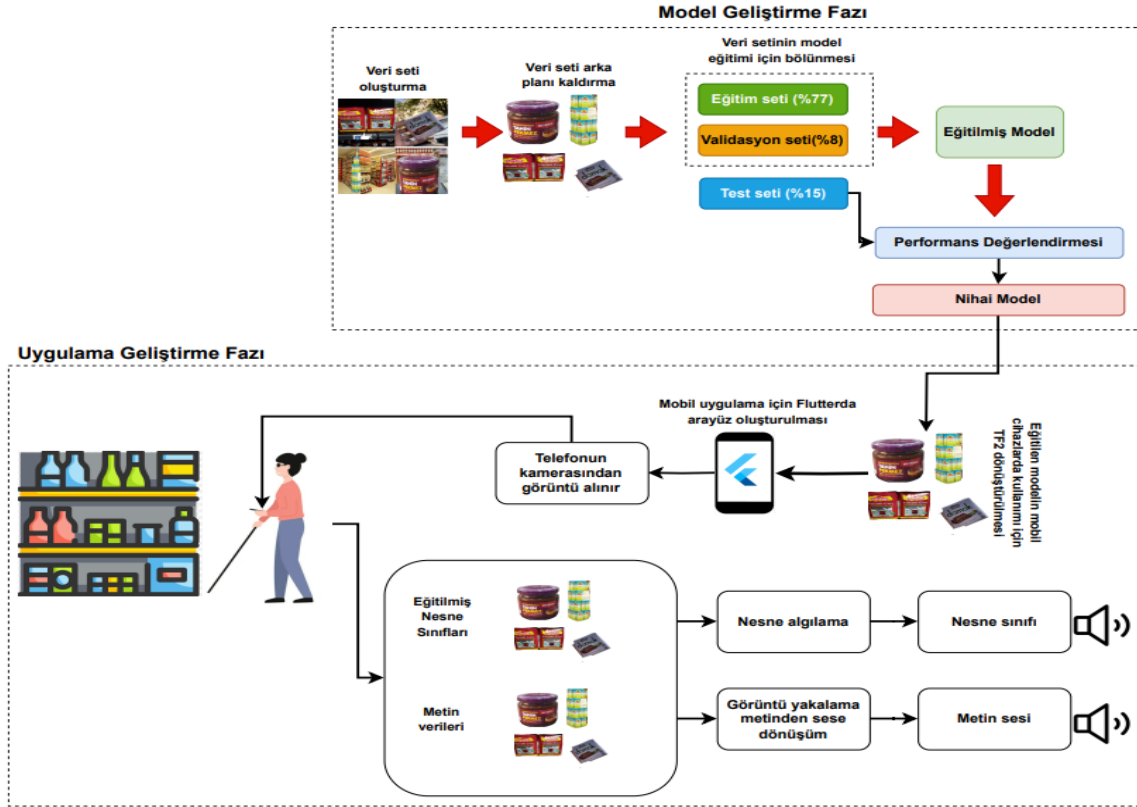 Model Geliştirme Fazı
Veri seti
oluşturma
Veri seti arka
planı kaldırma
Veri setinin model
eğitimi için bölünmesi
Eğitim seti (%77)
Validasyon seti(%8)
Test seti (%15)
Eğitilmiş Model
Performans Değerlendirmesi
Nihai Model
Uygulama Geliştirme Fazı
Mobil uygulama için Flutterda
arayüz oluşturulması
Eğitilen modelin mobil
cihazlarda kullanımı için
TF2 dönüştürülmesi
Telefonun
kamerasından
görüntü alınır
Eğitilmiş
Nesne
Sınıfları
Metin
verileri
Nesne algılama
Nesne sınıfı
Görüntü yakalama
metinden sese
dönüşüm
Metin sesi